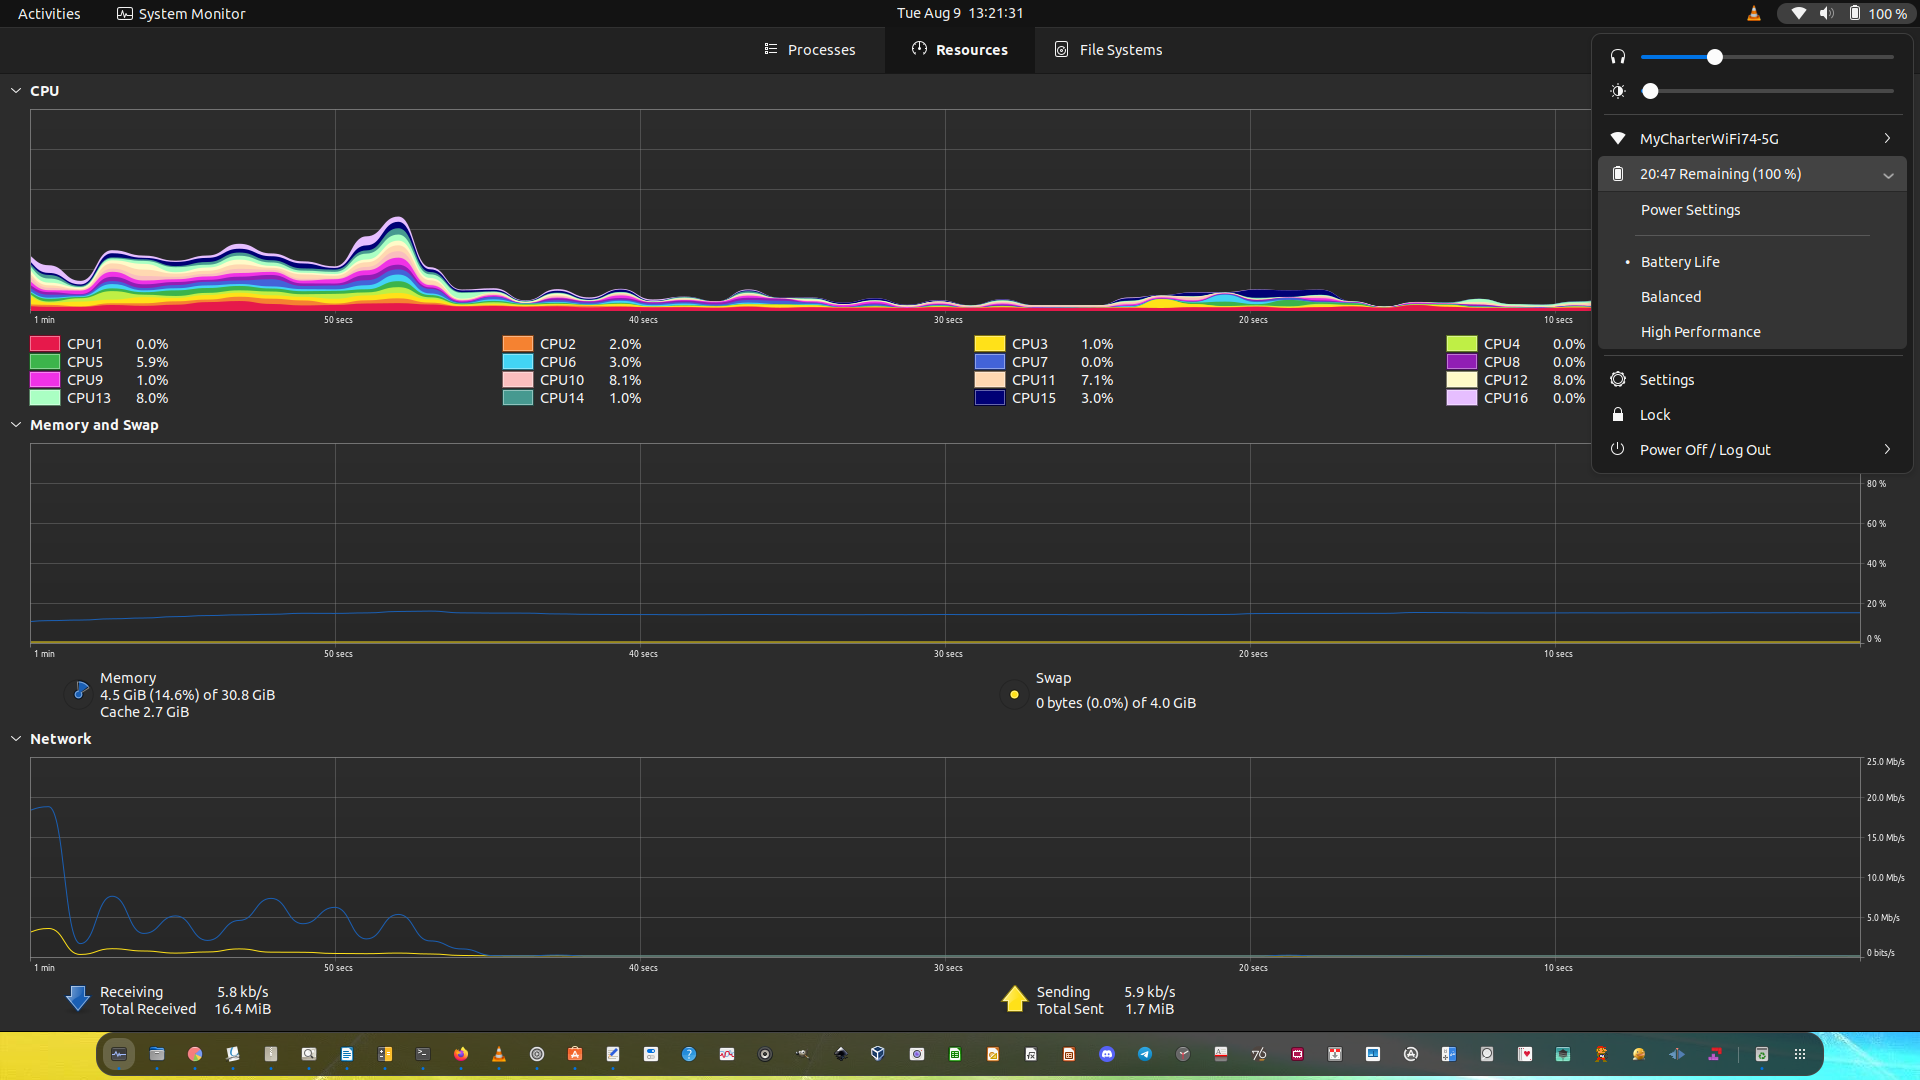 Activities
System Monitor
Tue Aug 9 13:21:31
100 %
Processes
Resources
File Systems
CPU
1 min
50 secs
40 secs
30 secs
20 secs
10 secs
CPU1 0.0%
CPU2 2.0%
CPU3 1.0%
CPU4 0.0%
CPU5 5.9%
CPU6 3.0%
CPU7 0.0%
CPU8 0.0%
CPU9 1.0%
CPU10 8.1%
CPU11 7.1%
CPU12 8.0%
CPU13 8.0%
CPU14 1.0%
CPU15 3.0%
CPU16 0.0%
MyCharterWiFi74-5G
20:47 Remaining (100 %)
Power Settings
• Battery Life
Balanced
High Performance
Settings
Lock
Power Off / Log Out
Memory and Swap
80 %
60 %
40 %
20 %
0 %
1 min
50 secs
40 secs
30 secs
20 secs
10 secs
Memory
4.5 GiB (14.6%) of 30.8 GiB
Cache 2.7 GiB
Swap
0 bytes (0.0%) of 4.0 GiB
Network
25.0 Mb/s
20.0 Mb/s
15.0 Mb/s
10.0 Mb/s
5.0 Mb/s
0 bits/s
1 min
50 secs
40 secs
30 secs
20 secs
10 secs
Receiving 5.8 kb/s
Total Received 16.4 MiB
Sending 5.9 kb/s
Total Sent 1.7 MiB